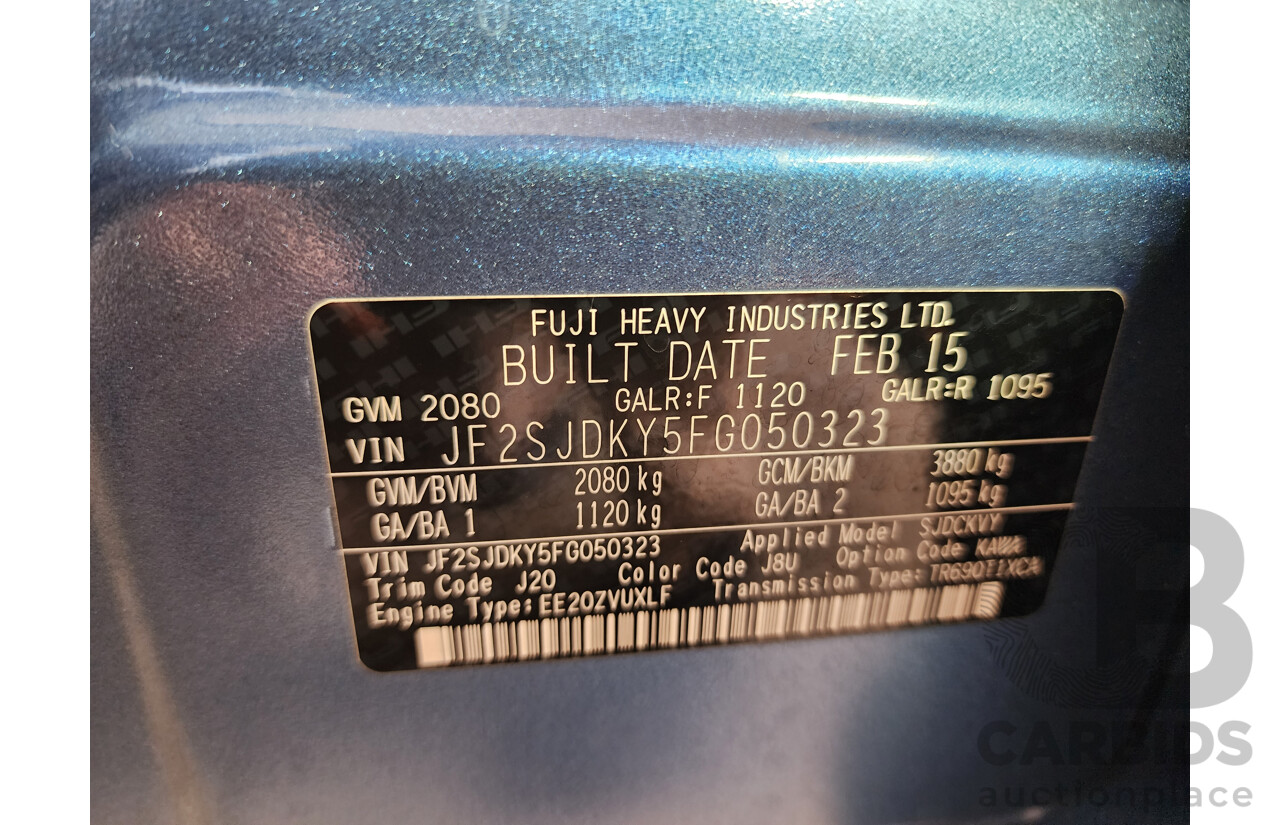 FUJI HEAVY INDUSTRIES LTD.
BUILT DATE FEB 15
GVM 2080 GALR:F 1120 GALR:R 1095
VIN JF2SJDKY5FG050323
GVM/BVM 2080 kg GCM/BKM 3880 kg
GA/BA 1 1120 kg GA/BA 2 1095 kg
VIN JF2SJDKY5FG050323 Applied Model SJDCKVY
Trim Code J20 Color Code J8U Option Code KAWA
Engine Type:EE20ZVUXLF Transmission Type:TR690TIXCA
CARBIDS
auctionplace